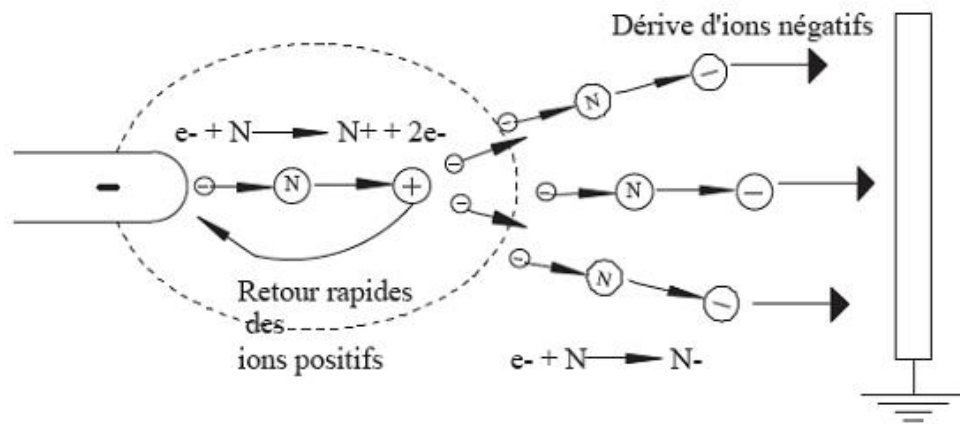 Dérive d'ions négatifs
e- + N → N+ + 2e-
- - N + - N -
- N -
- N -
Retour rapides
des
ions positifs
e- + N → N-